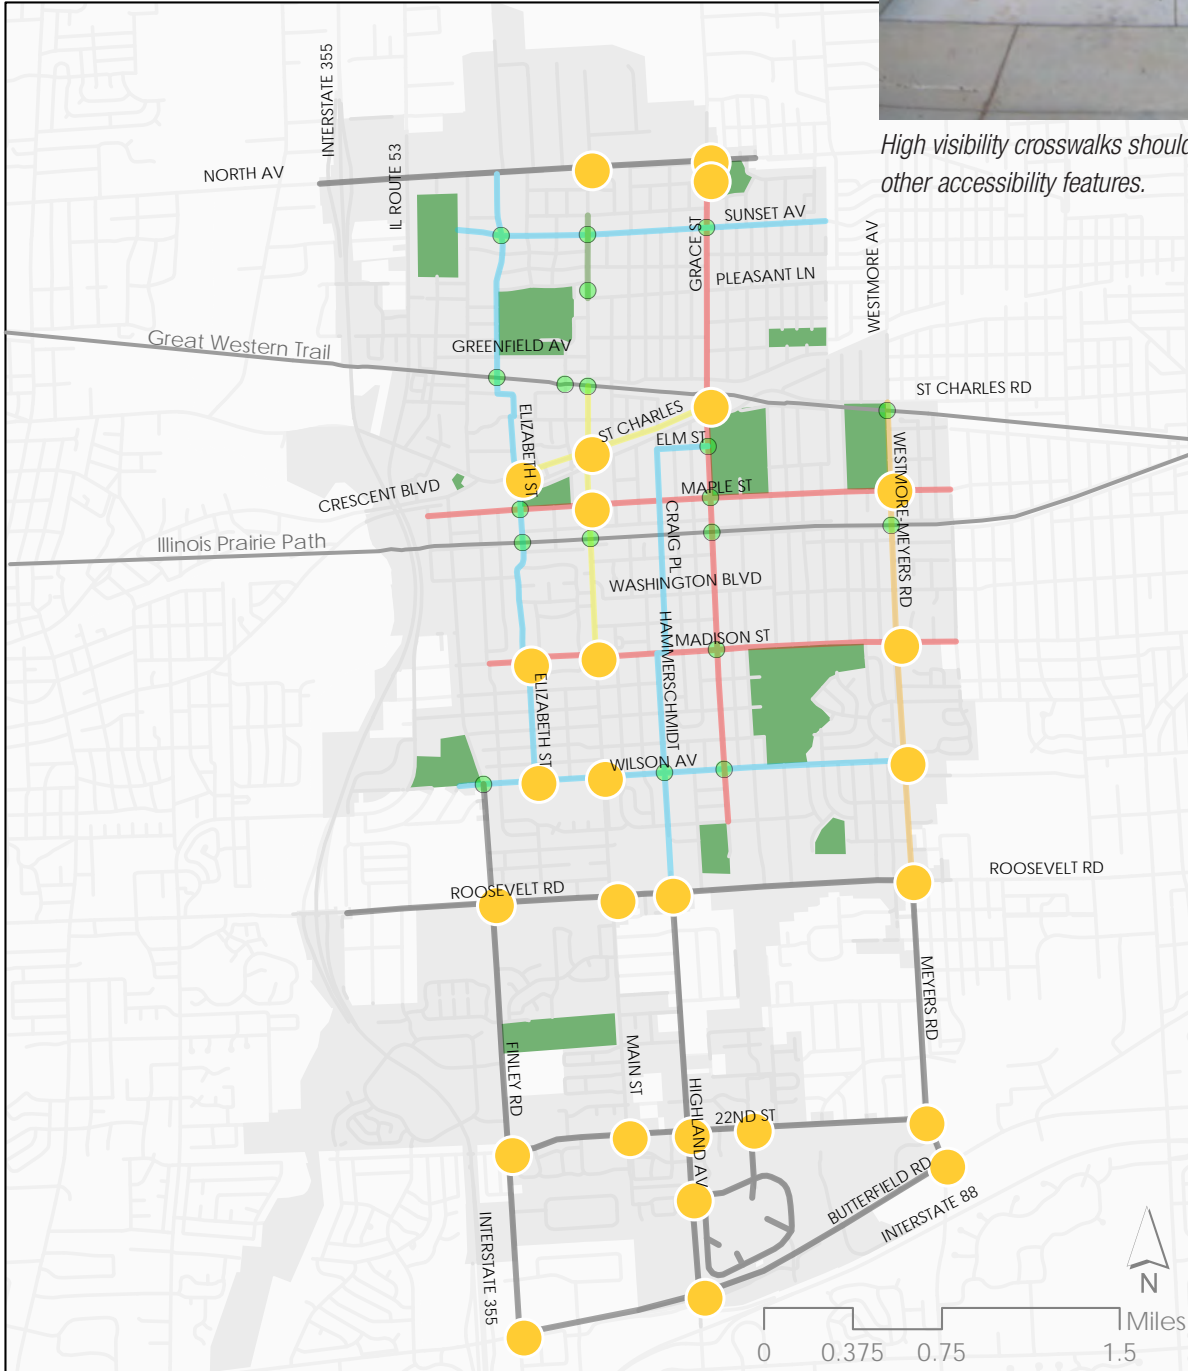 High visibility crosswalks should
other accessibility features.
INTERSTATE 355
NORTH AV
IL ROUTE 53
GRACE ST
SUNSET AV
PLEASANT LN
WESTMORE AV
Great Western Trail
GREENFIELD AV
ST CHARLES RD
ELIZABETH ST
ST CHARLES
ELM ST
WESTMORE-MEYERS RD
CRESCENT BLVD
MAPLE ST
CRAIG PL
Illinois Prairie Path
WASHINGTON BLVD
HAMMERSCHMIDT
MADISON ST
ELIZABETH ST
WILSON AV
ROOSEVELT RD
ROOSEVELT RD
MEYERS RD
FINLEY RD
MAIN ST
HIGHLAND AV
22ND ST
BUTTERFIELD RD
INTERSTATE 88
INTERSTATE 355
N
Miles
0 0.375 0.75 1.5